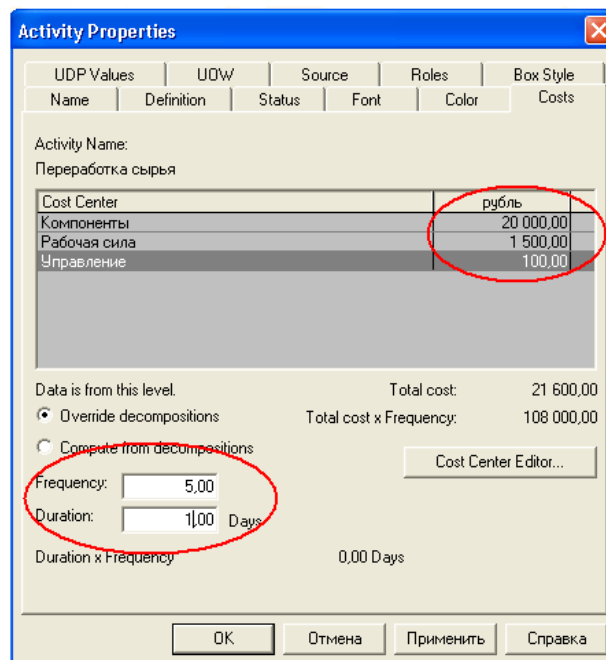 Activity Properties
UDP Values UOW Source Roles Box Style
Name Definition Status Font Color Costs
Activity Name:
Переработка сырья
Cost Center рубль
Компоненты 20 000,00
Рабочая сила 1 500,00
Управление 100,00
Data is from this level. Total cost: 21 600,00
Override decompositions Total cost x Frequency: 108 000,00
Compute from decompositions
Cost Center Editor...
Frequency: 5,00
Duration: 1,00 Days
Duration x Frequency 0,00 Days
OK Отмена Применить Справка